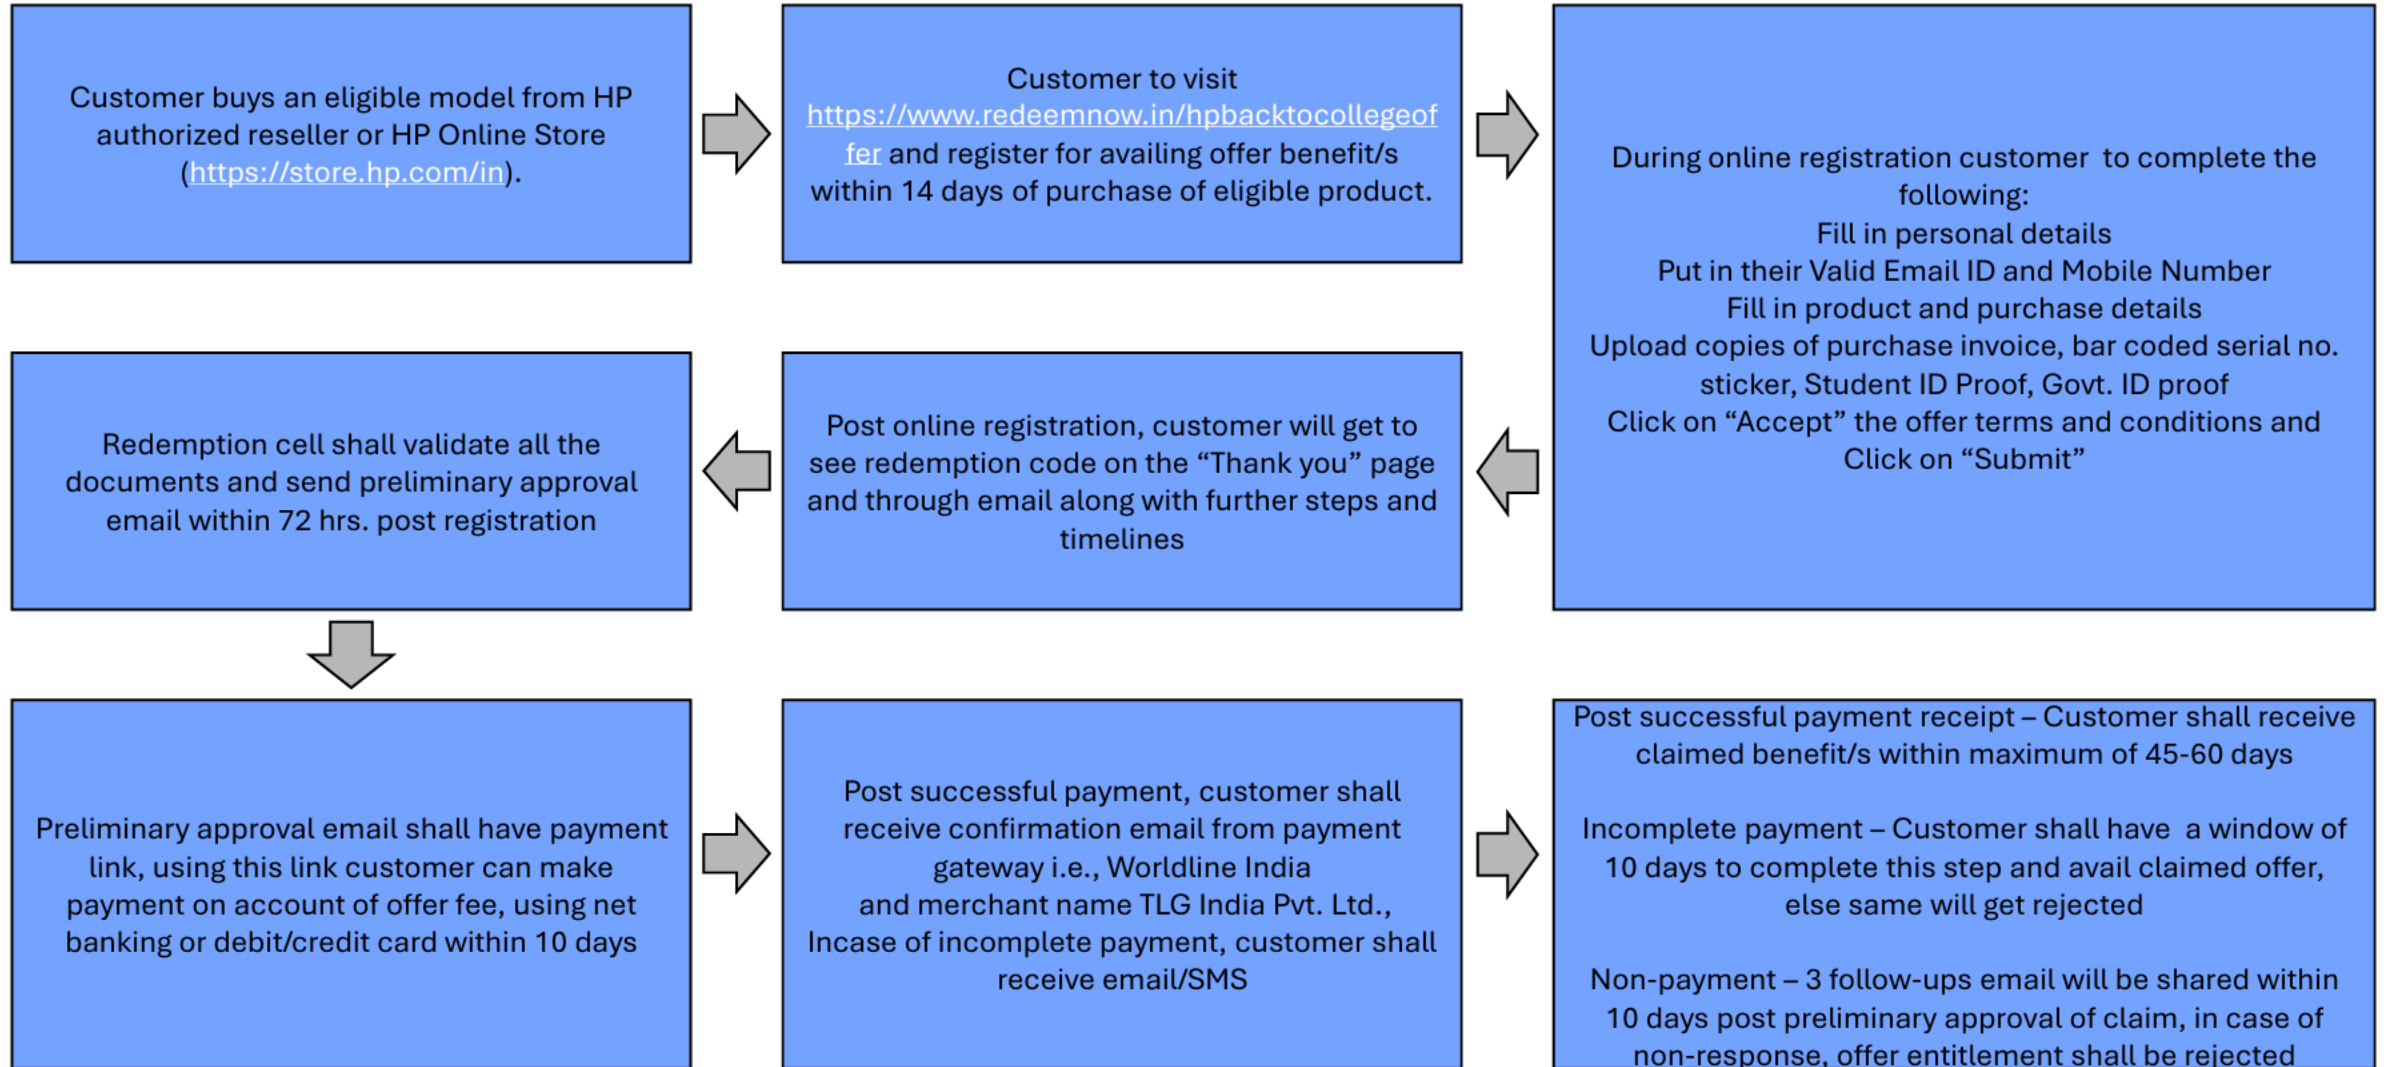 Customer buys an eligible model from HP
authorized reseller or HP Online Store
(https://store.hp.com/in).
Customer to visit
https://www.redeemnow.in/hpbacktocollegeof
fer and register for availing offer benefit/s
within 14 days of purchase of eligible product.
During online registration customer  to complete the
following:
Fill in personal details
Put in their Valid Email ID and Mobile Number
Fill in product and purchase details
Upload copies of purchase invoice, bar coded serial no.
sticker, Student ID Proof, Govt. ID proof
Click on “Accept” the offer terms and conditions and
Click on “Submit”
Post online registration, customer will get to
see redemption code on the “Thank you” page
and through email along with further steps and
timelines
Redemption cell shall validate all the
documents and send preliminary approval
email within 72 hrs. post registration
Preliminary approval email shall have payment
link, using this link customer can make
payment on account of offer fee, using net
banking or debit/credit card within 10 days
Post successful payment, customer shall
receive confirmation email from payment
gateway i.e., Worldline India
and merchant name TLG India Pvt. Ltd.,
Incase of incomplete payment, customer shall
receive email/SMS
Post successful payment receipt – Customer shall receive
claimed benefit/s within maximum of 45-60 days
Incomplete payment – Customer shall have  a window of
10 days to complete this step and avail claimed offer,
else same will get rejected
Non-payment – 3 follow-ups email will be shared within
10 days post preliminary approval of claim, in case of
non-response, offer entitlement shall be rejected